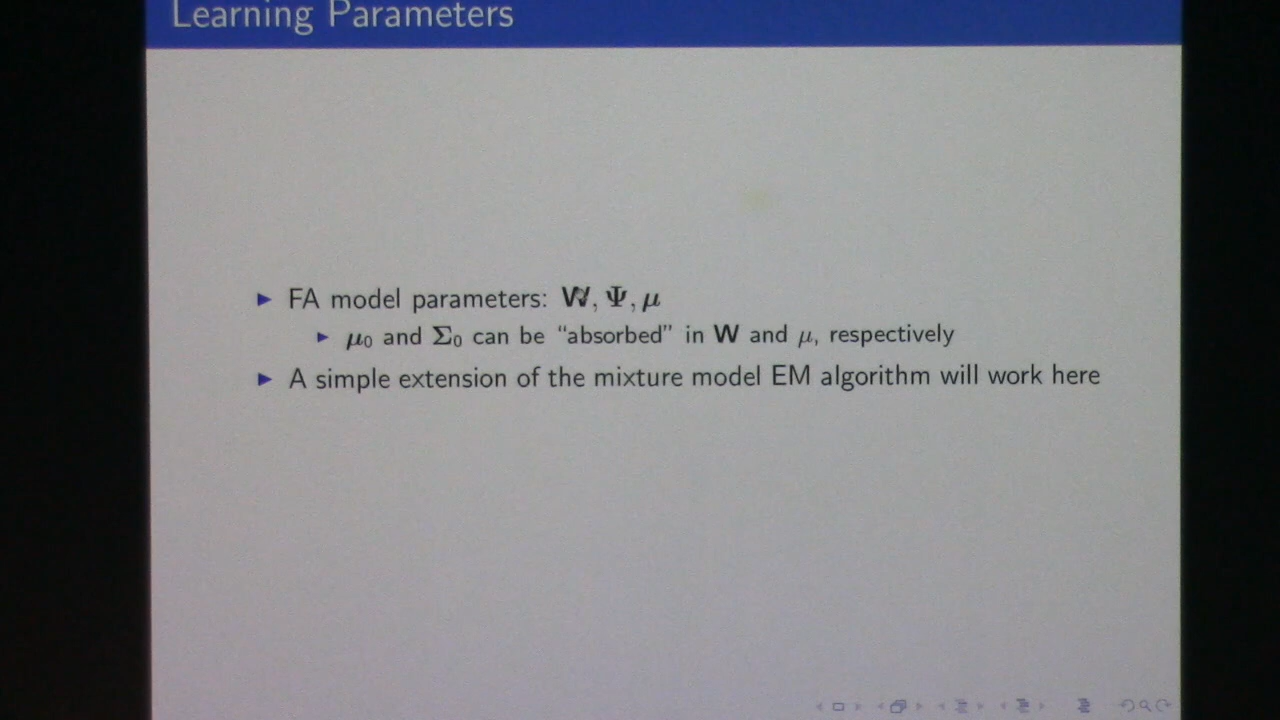 Learning Parameters
FA model parameters: W, Ψ, μ
μ₀ and Σ₀ can be “absorbed” in W and μ, respectively
A simple extension of the mixture model EM algorithm will work here